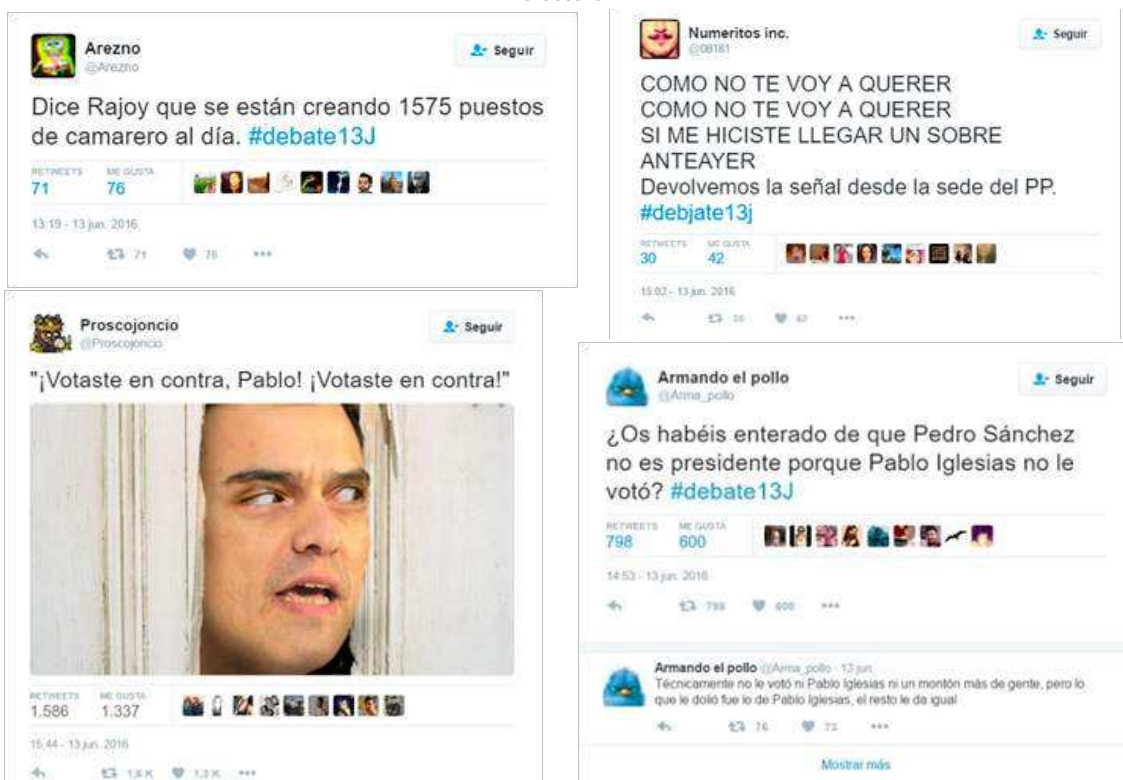 Arezno
@Arezno
Seguir
Dice Rajoy que se están creando 1575 puestos
de camarero al día. #debate13J
RETWEETS ME GUSTA
71 76
13:19 - 13 jun. 2016
71 76
Numeritos inc.
@08181
Seguir
COMO NO TE VOY A QUERER
COMO NO TE VOY A QUERER
SI ME HICISTE LLEGAR UN SOBRE
ANTEAYER
Devolvemos la señal desde la sede del PP.
#debjate13j
RETWEETS ME GUSTA
30 42
15:02 - 13 jun. 2016
30 42
Proscojoncio
@Proscojoncio
Seguir
"¡Votaste en contra, Pablo! ¡Votaste en contra!"
RETWEETS ME GUSTA
1.586 1.337
15:44 - 13 jun. 2016
1,6 K 1,3 K
Armando el pollo
@Arma_pollo
Seguir
¿Os habéis enterado de que Pedro Sánchez
no es presidente porque Pablo Iglesias no le
votó? #debate13J
RETWEETS ME GUSTA
798 600
14:53 - 13 jun. 2016
798 600
Armando el pollo @Arma_pollo · 13 jun.
Técnicamente no le votó ni Pablo Iglesias ni un montón más de gente, pero lo
que le dolió fue lo de Pablo Iglesias, el resto le da igual
76 73
Mostrar más